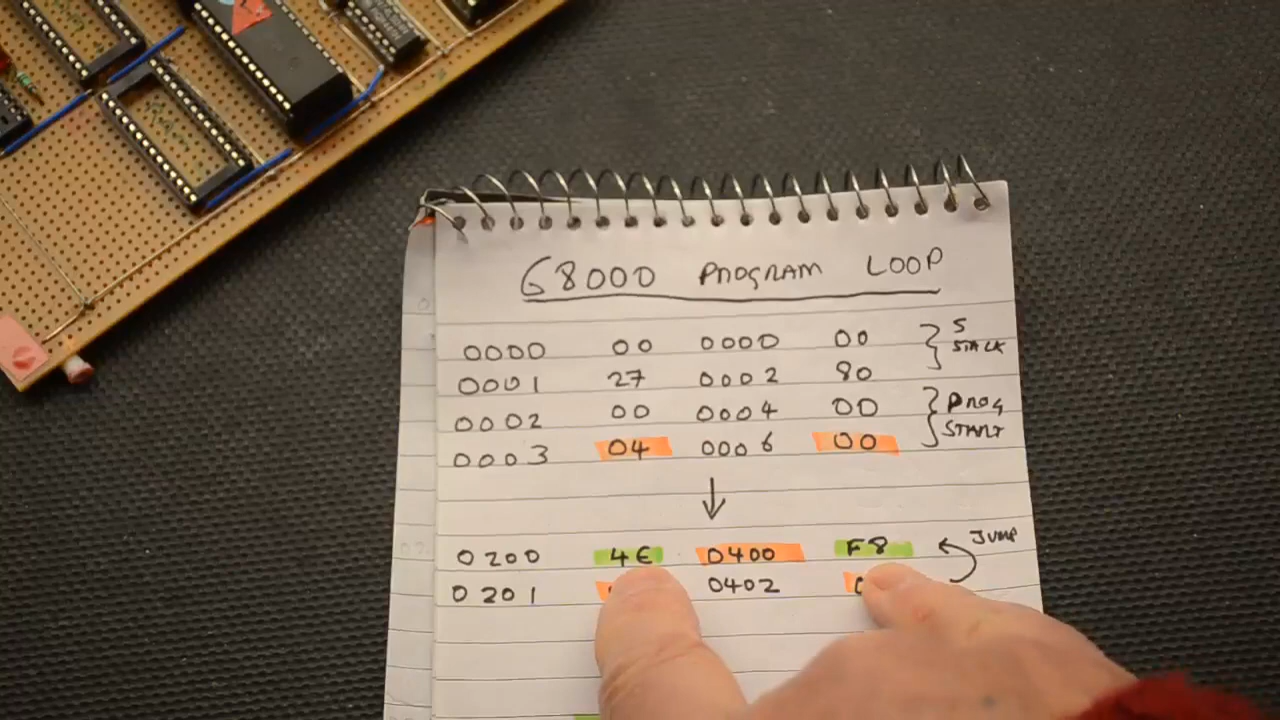 68000 PROGRAM LOOP
0000 00 0000 00 } S
0001 27 0002 80 STACK
0002 00 0004 00 } PROG
0003 04 0006 00 START
↓
0200 4E 0400 F8 JUMP
0201 0402